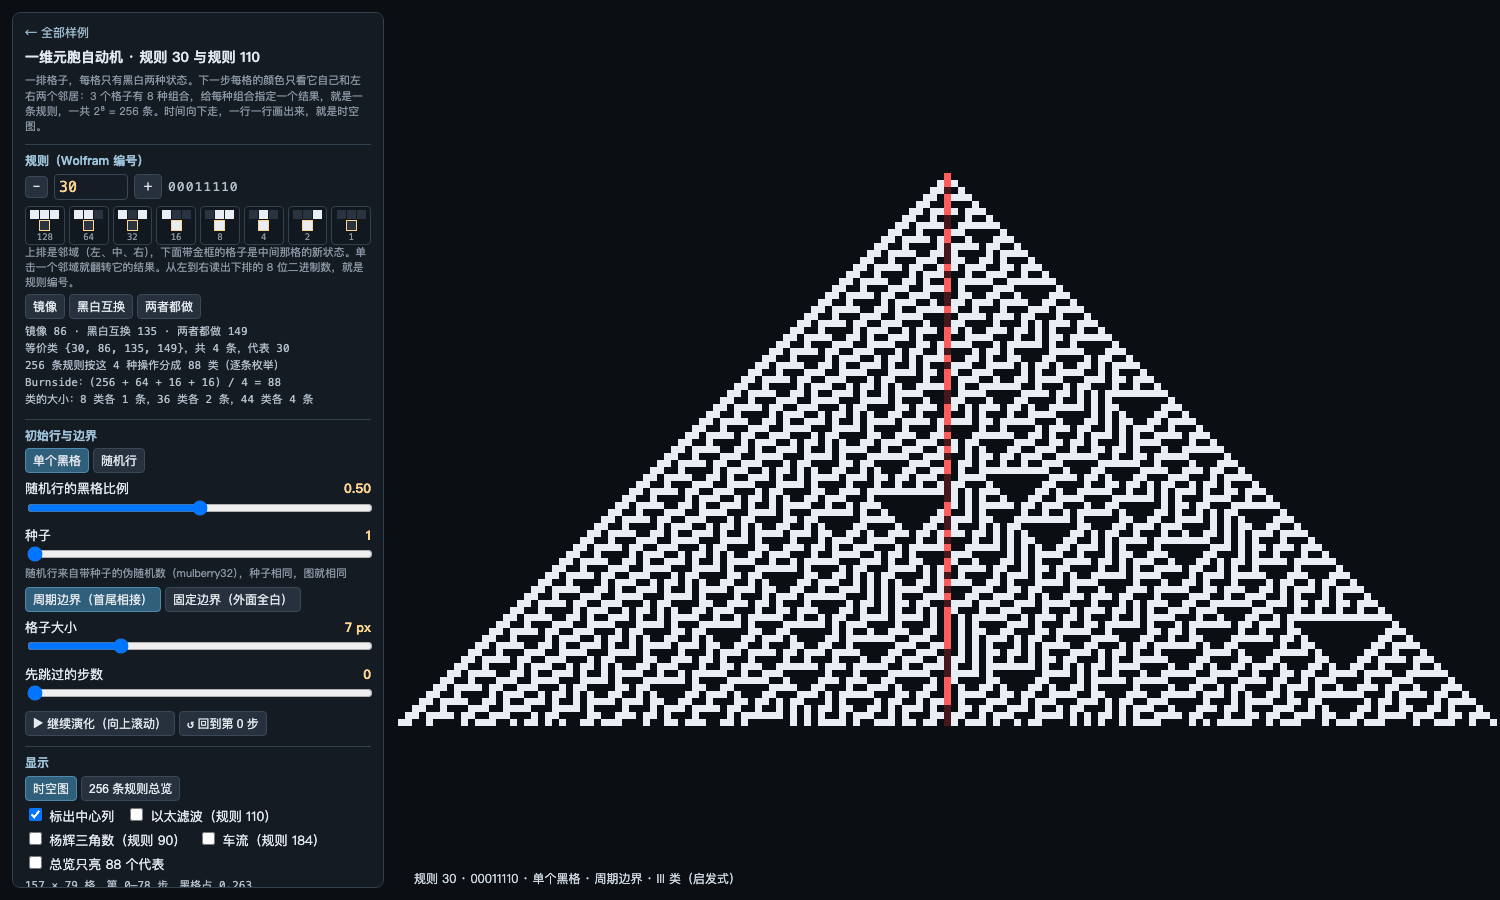 ← 全部样例
一维元胞自动机 · 规则 30 与规则 110
一排格子，每格只有黑白两种状态。下一步每格的颜色只看它自己和左
右两个邻居：3 个格子有 8 种组合，给每种组合指定一个结果，就是一
条规则，一共 2⁸ = 256 条。时间向下走，一行一行画出来，就是时空
图。
规则（Wolfram 编号）
− 30 + 00011110
128 64 32 16 8 4 2 1
上排是邻域（左、中、右），下面带金框的格子是中间那格的新状态。单
击一个邻域就翻转它的结果。从左到右读出下排的 8 位二进制数，就是
规则编号。
镜像 黑白互换 两者都做
镜像 86 · 黑白互换 135 · 两者都做 149
等价类 {30, 86, 135, 149}，共 4 条，代表 30
256 条规则按这 4 种操作分成 88 类（逐条枚举）
Burnside：(256 + 64 + 16 + 16) / 4 = 88
类的大小：8 类各 1 条，36 类各 2 条，44 类各 4 条
初始行与边界
单个黑格 随机行
随机行的黑格比例 0.50
种子 1
随机行来自带种子的伪随机数（mulberry32），种子相同，图就相同
周期边界（首尾相接） 固定边界（外面全白）
格子大小 7 px
先跳过的步数 0
▶ 继续演化（向上滚动） ↺ 回到第 0 步
显示
时空图 256 条规则总览
标出中心列 以太滤波（规则 110）
杨辉三角数（规则 90） 车流（规则 184）
总览只亮 88 个代表
157 × 79 格，第 0–78 步，黑格占 0.263
规则 30 · 00011110 · 单个黑格 · 周期边界 · III 类（启发式）